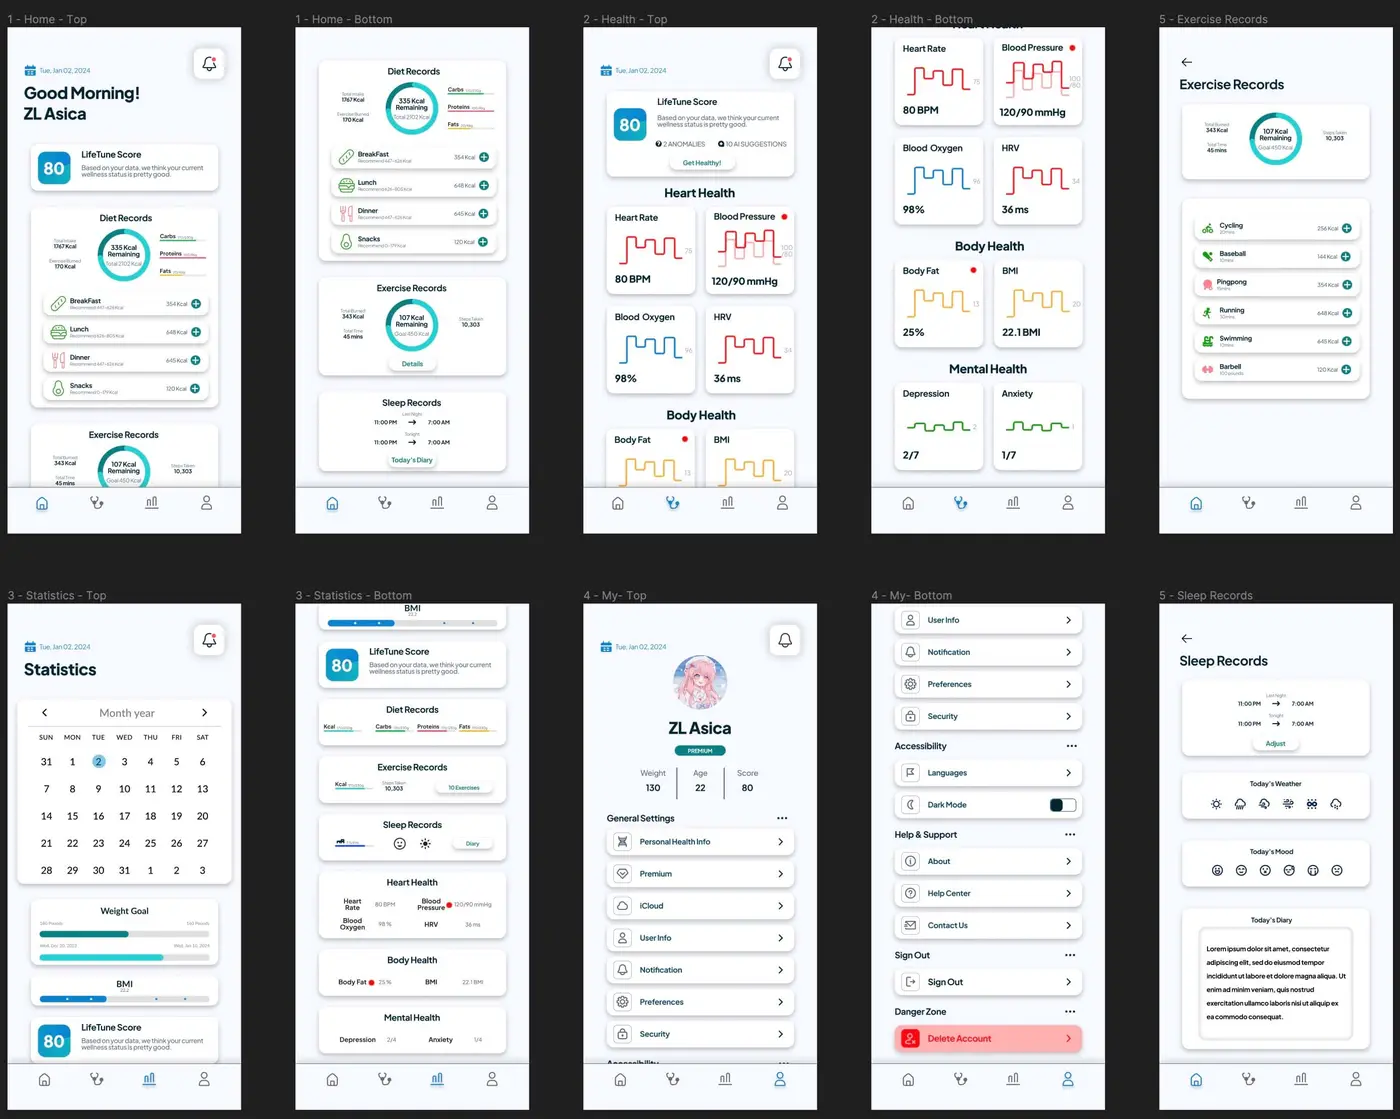 1 - Home - Top
Tue, Jan 02, 2024
Good Morning!
ZL Asica
80
LifeTune Score
Based on your data, we think your current
wellness status is pretty good.
Diet Records
1767 Kcal
Exercise Burned
170 Kcal
335 Kcal
Remaining
Total 2102 Kcal
Carbs
Proteins
Fats
BreakFast
354 Kcal
Lunch
648 Kcal
Dinner
645 Kcal
Snacks
120 Kcal
Exercise Records
Total Burned
343 Kcal
Total Time
45 mins
107 Kcal
Remaining
Goal 450 Kcal
Steps Taken
10,303
1 - Home - Bottom
Diet Records
1767 Kcal
Exercise Burned
170 Kcal
335 Kcal
Remaining
Total 2102 Kcal
Carbs
Proteins
Fats
BreakFast
354 Kcal
Lunch
648 Kcal
Dinner
645 Kcal
Snacks
120 Kcal
Exercise Records
Total Burned
343 Kcal
Total Time
45 mins
107 Kcal
Remaining
Goal 450 Kcal
Steps Taken
10,303
Details
Sleep Records
Last Night
11:00 PM → 7:00 AM
Tonight
11:00 PM → 7:00 AM
Today's Diary
2 - Health - Top
Tue, Jan 02, 2024
80
LifeTune Score
Based on your data, we think your current
wellness status is pretty good.
2 ANOMALIES
10 AI SUGGESTIONS
Get Healthy!
Heart Health
Heart Rate
75
80 BPM
Blood Pressure
100
/80
120/90 mmHg
Blood Oxygen
96
98%
HRV
34
36 ms
Body Health
Body Fat
13
BMI
20
2 - Health - Bottom
Heart Health
Heart Rate
75
80 BPM
Blood Pressure
100
/80
120/90 mmHg
Blood Oxygen
96
98%
HRV
34
36 ms
Body Health
Body Fat
13
25%
BMI
20
22.1 BMI
Mental Health
Depression
2
2/7
Anxiety
1
1/7
5 - Exercise Records
Exercise Records
Total Burned
343 Kcal
Total Time
45 mins
107 Kcal
Remaining
Goal 450 Kcal
Steps Taken
10,303
Cycling
256 Kcal
Baseball
144 Kcal
Pingpong
354 Kcal
Running
648 Kcal
Swimming
645 Kcal
Barbell
100 pounds
120 Kcal
3 - Statistics - Top
Tue, Jan 02, 2024
Statistics
Month year
SUN MON TUE WED THU FRI SAT
31 1 2 3 4 5 6
7 8 9 10 11 12 13
14 15 16 17 18 19 20
21 22 23 24 25 26 27
28 29 30 31 1 2 3
Weight Goal
BMI
22.2
80
LifeTune Score
Based on your data, we think your current
wellness status is pretty good.
3 - Statistics - Bottom
BMI
22.2
80
LifeTune Score
Based on your data, we think your current
wellness status is pretty good.
Diet Records
Kcal
Carbs
Proteins
Fats
Exercise Records
Kcal
Steps Taken
10,303
10 Exercises
Sleep Records
Diary
Heart Health
Heart
Rate
80 BPM
Blood
Pressure
120/90 mmHg
Blood
Oxygen
98 %
HRV
36 ms
Body Health
Body Fat
25 %
BMI
22.1 BMI
Mental Health
Depression
2/4
Anxiety
1/4
4 - My- Top
Tue, Jan 02, 2024
ZL Asica
PREMIUM
Weight
130
Age
22
Score
80
General Settings
Personal Health Info
Premium
iCloud
User Info
Notification
Preferences
Security
Accessibility
4 - My- Bottom
User Info
Notification
Preferences
Security
Accessibility
Languages
Dark Mode
Help & Support
About
Help Center
Contact Us
Sign Out
Sign Out
Danger Zone
Delete Account
5 - Sleep Records
Sleep Records
Last Night
11:00 PM → 7:00 AM
Tonight
11:00 PM → 7:00 AM
Adjust
Today's Weather
Today's Mood
Today's Diary
Lorem ipsum dolor sit amet, consectetur
adipiscing elit, sed do eiusmod tempor
incididunt ut labore et dolore magna aliqua. Ut
enim ad minim veniam, quis nostrud
exercitation ullamco laboris nisi ut aliquip ex
ea commodo consequat.